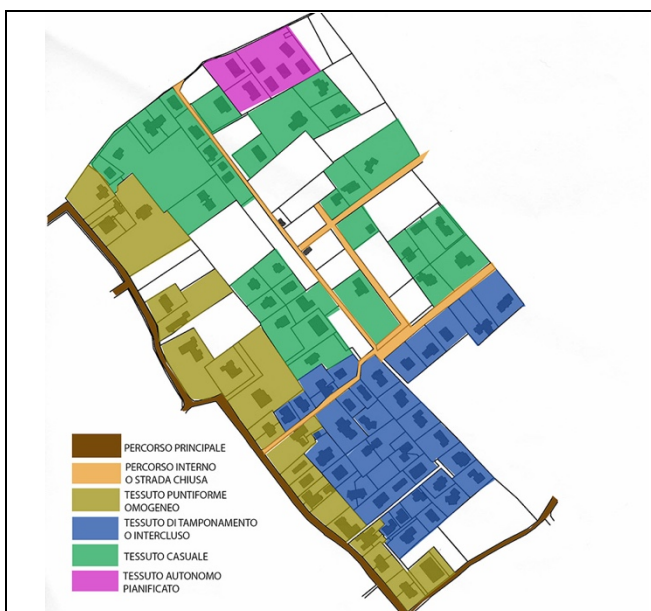 PERCORSO PRINCIPALE
PERCORSO INTERNO
O STRADA CHIUSA
TESSUTO PUNTIFORME
OMOGENEO
TESSUTO DI TAMPONAMENTO
O INTERCLUSO
TESSUTO CASUALE
TESSUTO AUTONOMO
PIANIFICATO